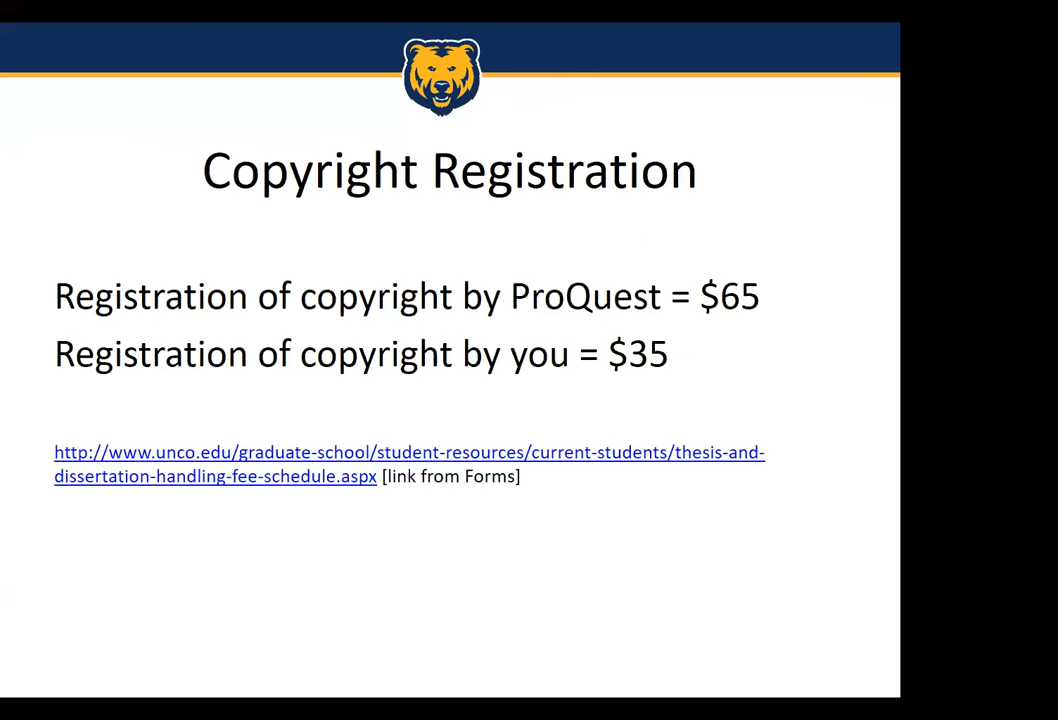 Copyright Registration
Registration of copyright by ProQuest = $65
Registration of copyright by you = $35
http://www.unco.edu/graduate-school/student-resources/current-students/thesis-and-
dissertation-handling-fee-schedule.aspx [link from Forms]